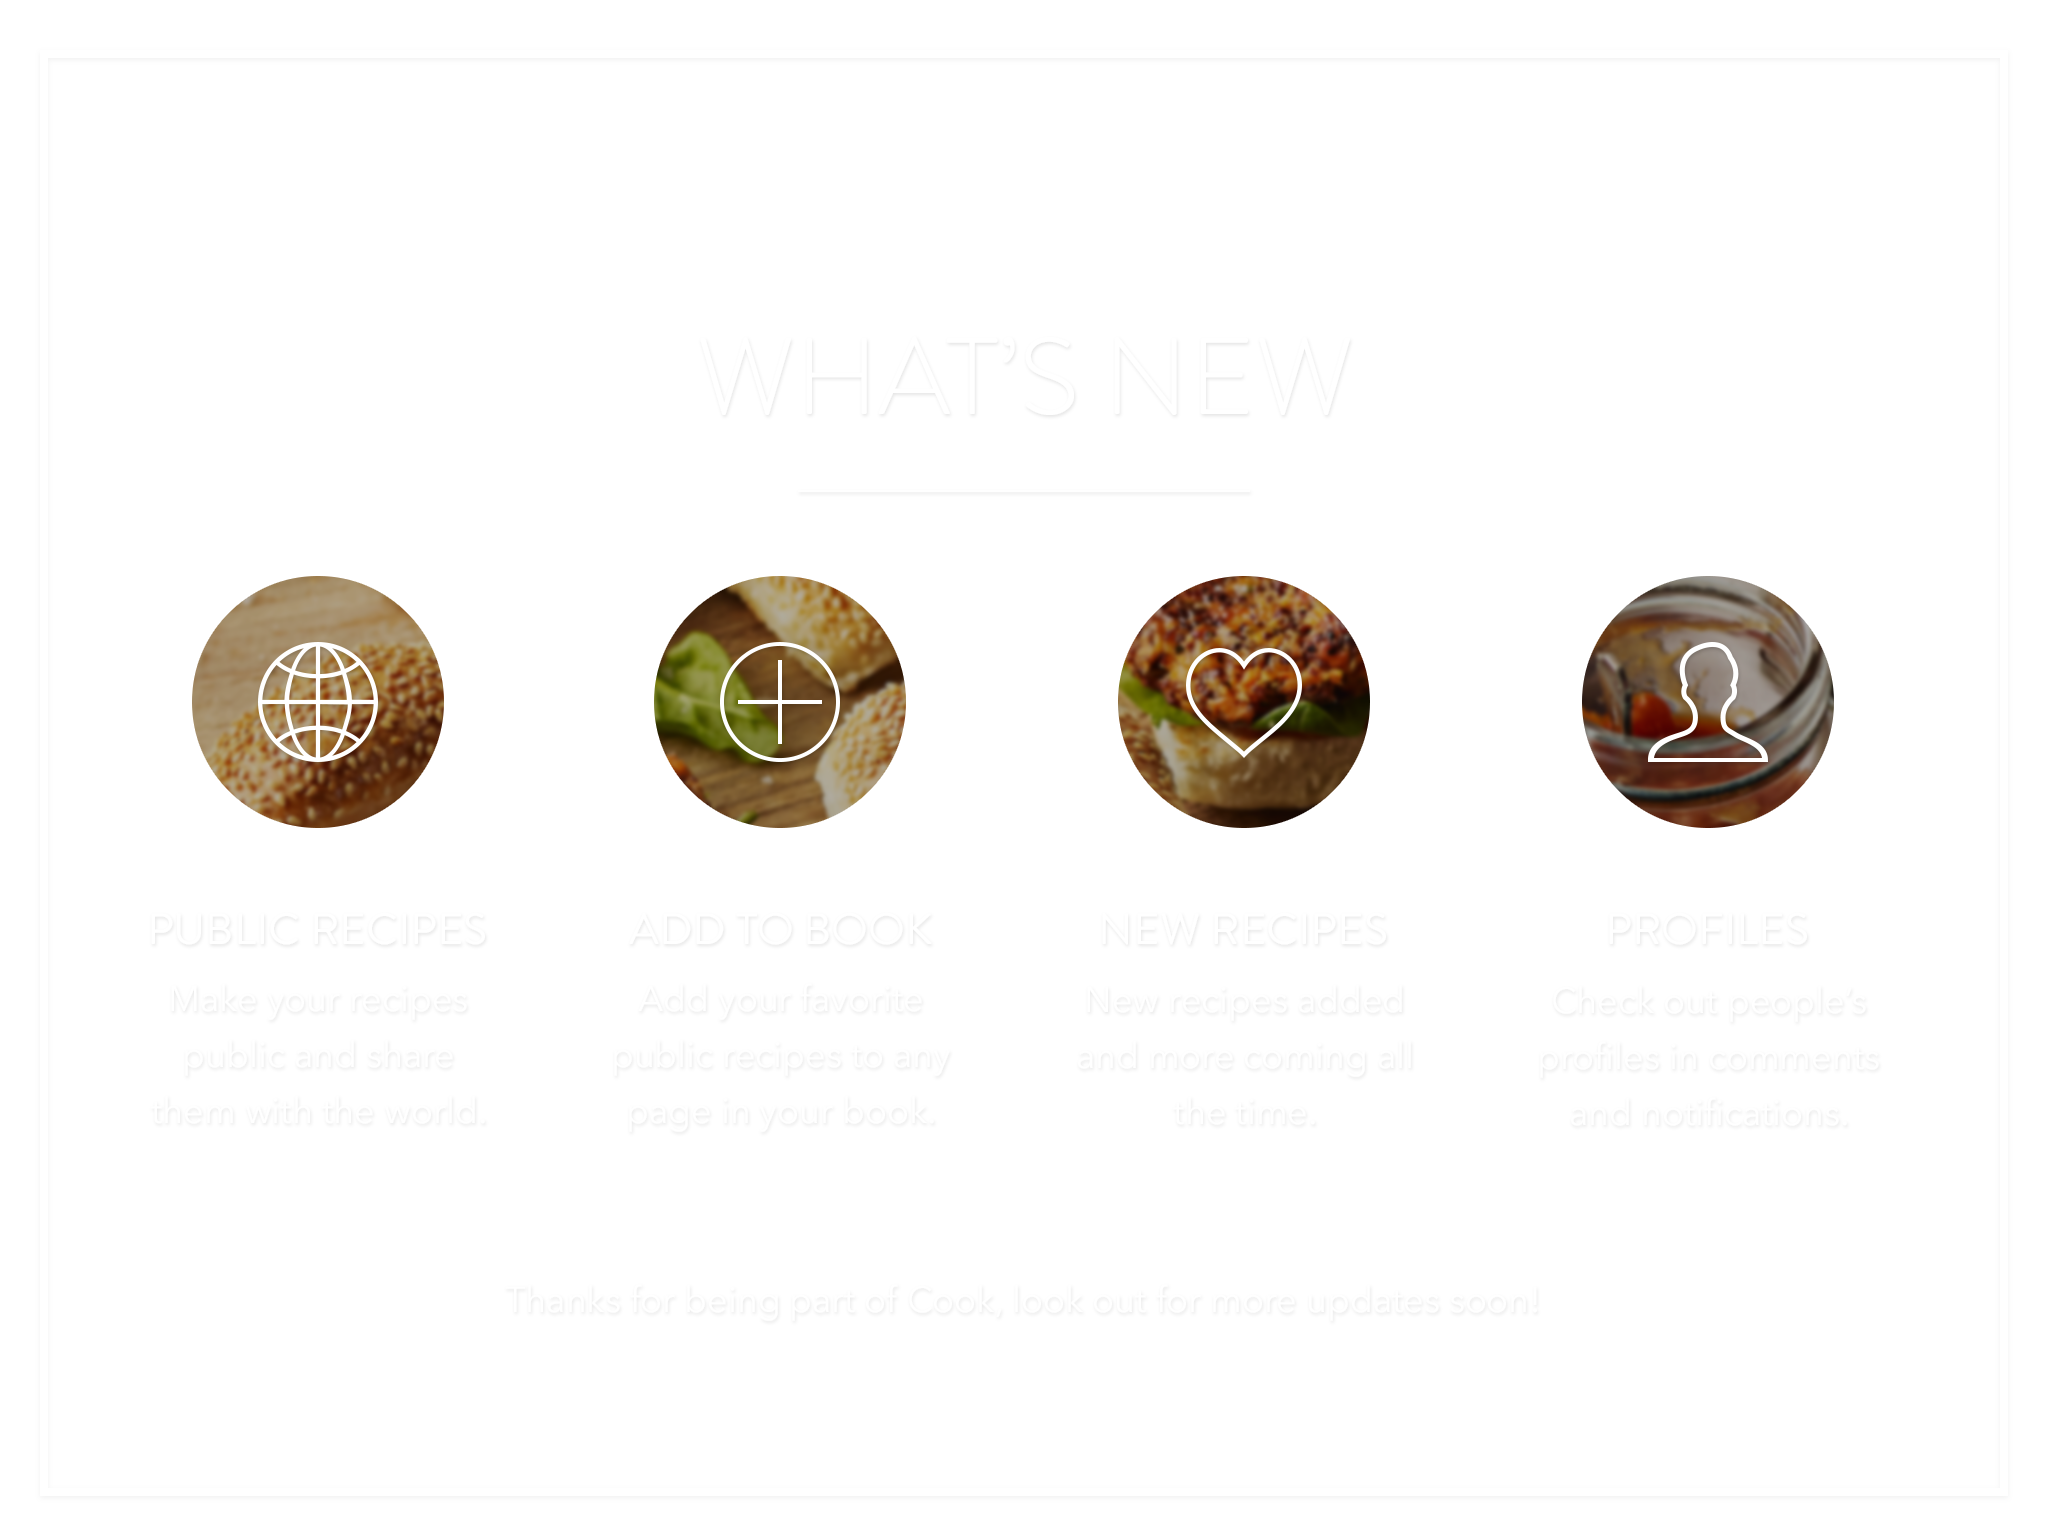 WHAT’S NEW
PUBLIC RECIPES
Make your recipes
public and share
them with the world.
ADD TO BOOK
Add your favorite
public recipes to any
page in your book.
NEW RECIPES
New recipes added
and more coming all
the time.
PROFILES
Check out people’s
profiles in comments
and notifications.
Thanks for being part of Cook, look out for more updates soon!